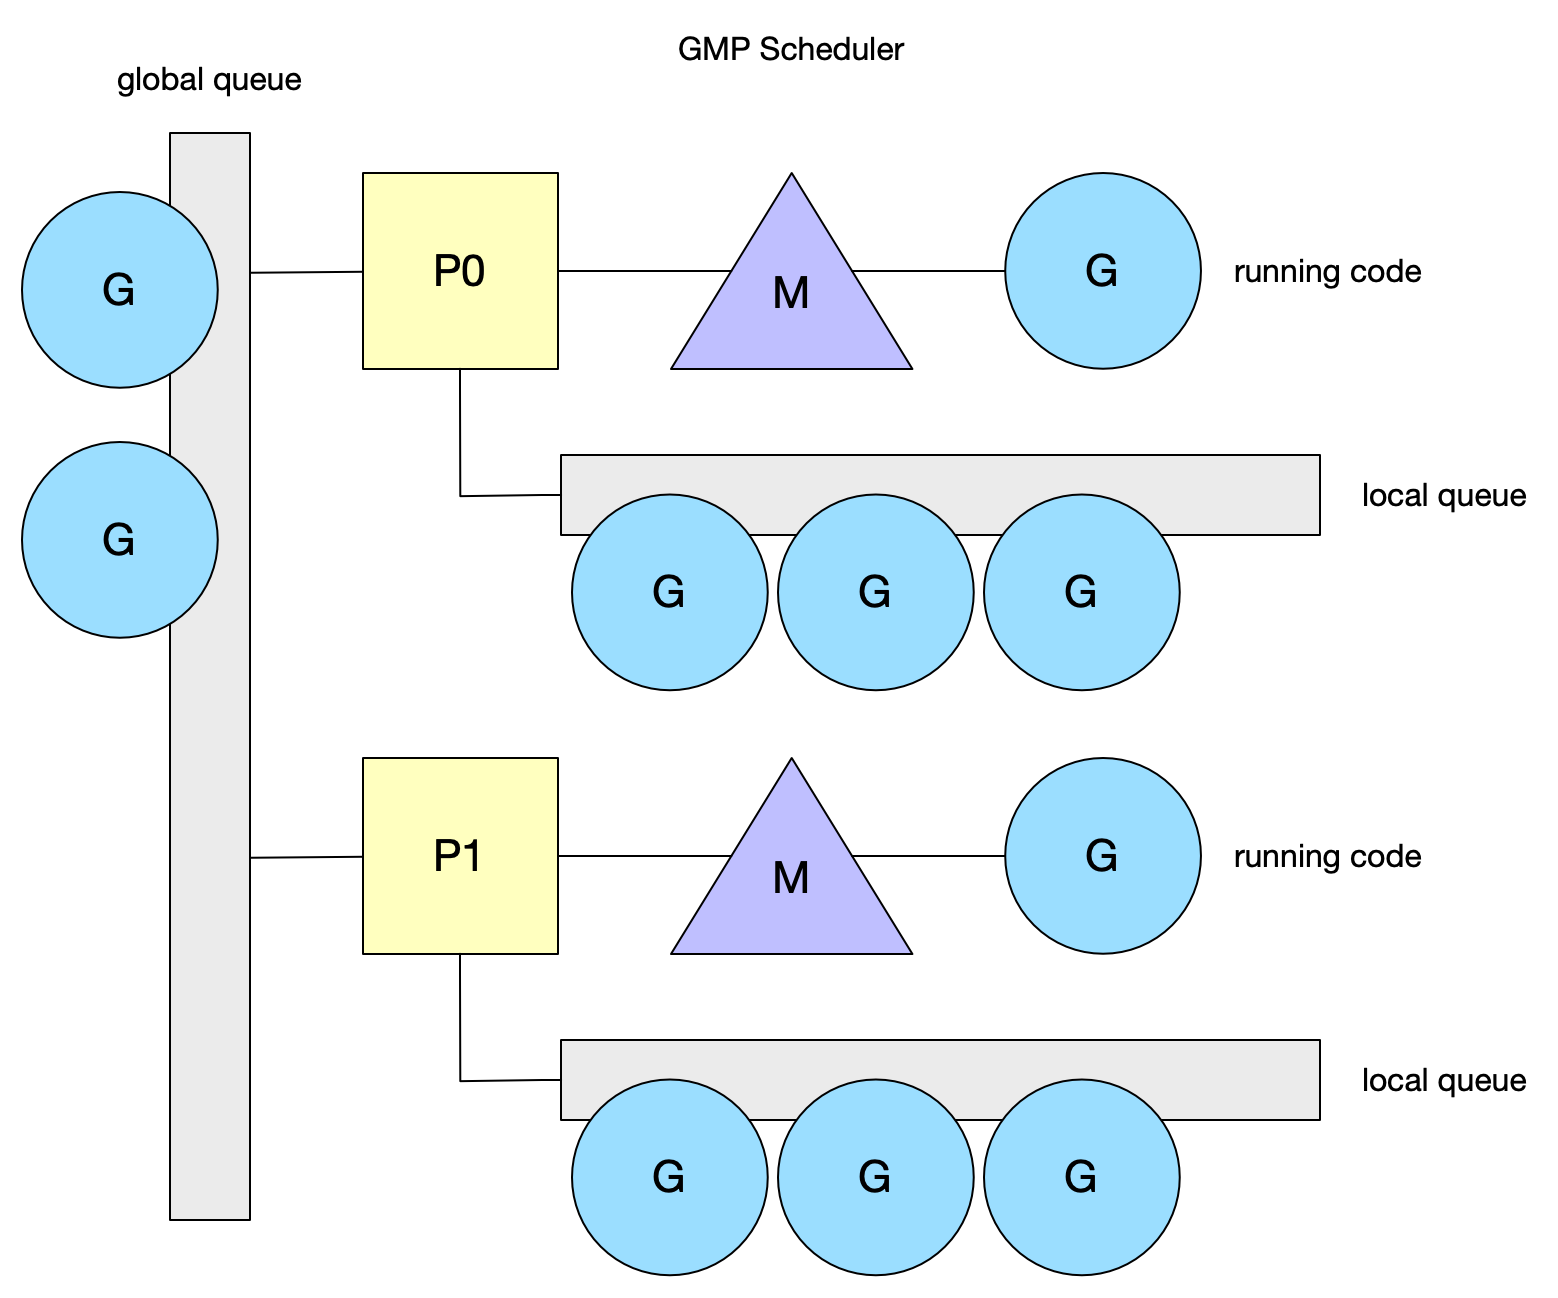 GMP Scheduler
global queue
G
P0
M
G
running code
G
local queue
G
G
G
P1
M
G
running code
local queue
G
G
G